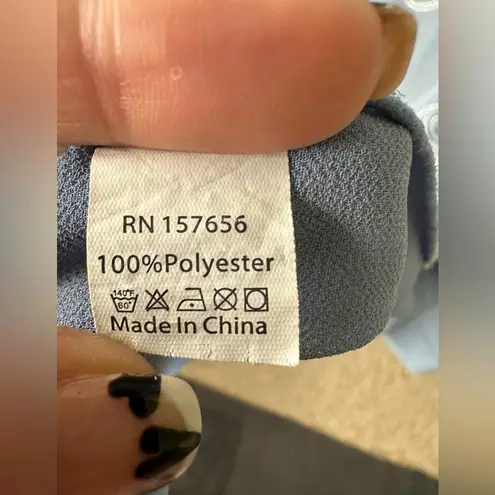 RN 157656
100%Polyester
140°F
60°
Made In China